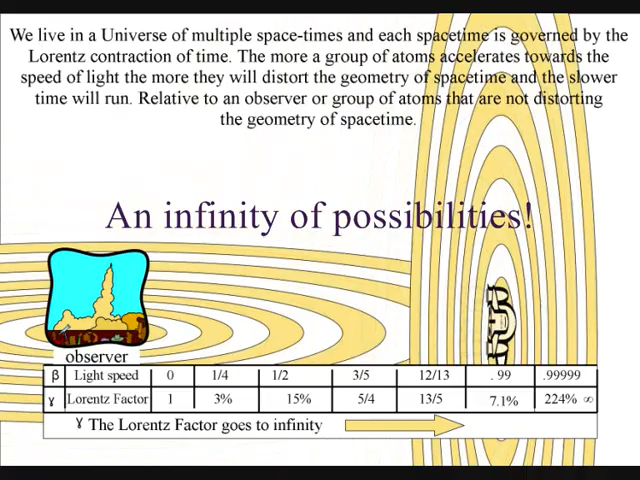 We live in a Universe of multiple space-times and each spacetime is governed by the
Lorentz contraction of time. The more a group of atoms accelerates towards the
speed of light the more they will distort the geometry of spacetime and the slower
time will run. Relative to an observer or group of atoms that are not distorting
the geometry of spacetime.
An infinity of possibilities!
observer
β Light speed 0 1/4 1/2 3/5 12/13 . 99 .99999
γ Lorentz Factor 1 3% 15% 5/4 13/5 7.1% 224% ∞
γ The Lorentz Factor goes to infinity